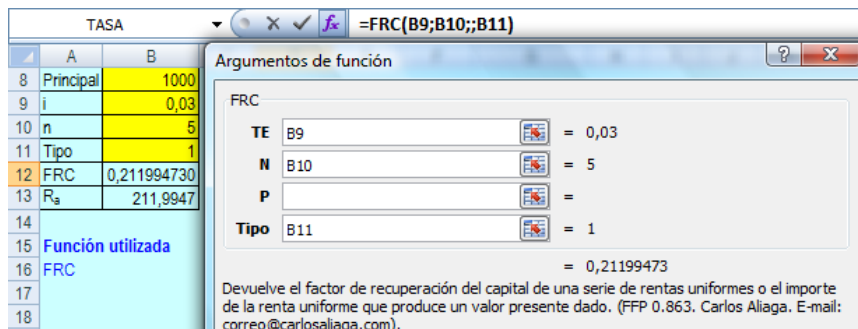 TASA fx =FRC(B9;B10;;B11)
A B
8 Principal 1000
9 i 0,03
10 n 5
11 Tipo 1
12 FRC 0,211994730
13 Ra 211,9947
14
15 Función utilizada
16 FRC
17
18
Argumentos de función
FRC
TE B9 = 0,03
N B10 = 5
P =
Tipo B11 = 1
= 0,21199473
Devuelve el factor de recuperación del capital de una serie de rentas uniformes o el importe
de la renta uniforme que produce un valor presente dado. (FFP 0.863. Carlos Aliaga. E-mail:
correo@carlosaliaga.com).